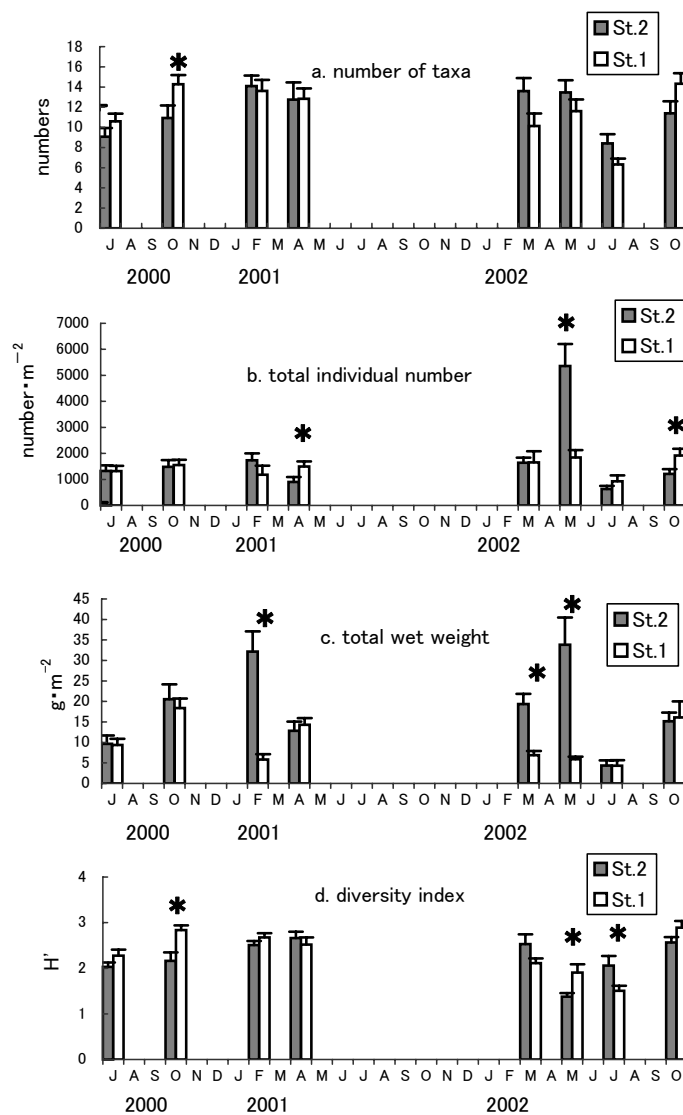 St.2
St.1
a. number of taxa
*
numbers
18
16
14
12
10
8
6
4
2
0
J A S O N D J F M A M J J A S O N D J F M A M J J A S O
2000 2001 2002
St.2
St.1
b. total individual number
* * *
number・m⁻²
7000
6000
5000
4000
3000
2000
1000
0
J A S O N D J F M A M J J A S O N D J F M A M J J A S O
2000 2001 2002
St.2
St.1
c. total wet weight
* * *
g・m⁻²
45
40
35
30
25
20
15
10
5
0
J A S O N D J F M A M J J A S O N D J F M A M J J A S O
2000 2001 2002
St.2
St.1
d. diversity index
* * *
H'
4
3
2
1
0
J A S O N D J F M A M J J A S O N D J F M A M J J A S O
2000 2001 2002